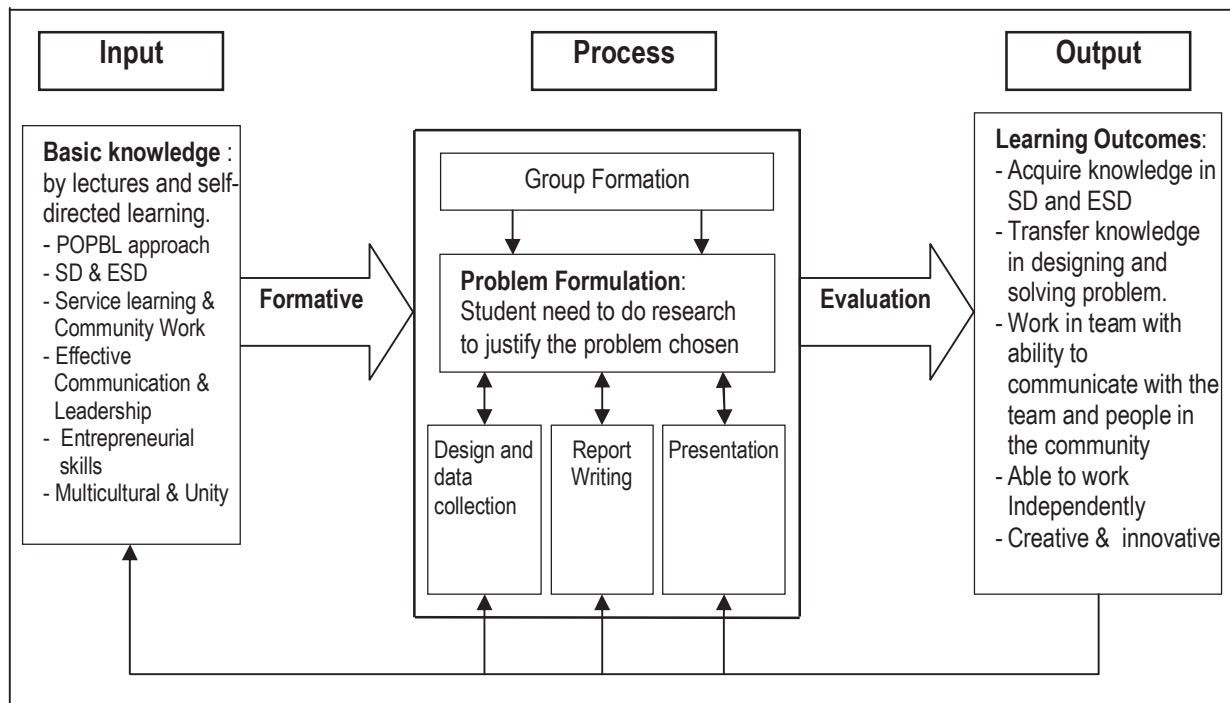 Input
Process
Output
Basic knowledge :
by lectures and self-
directed learning.
- POPBL approach
- SD & ESD
- Service learning &
Community Work
- Effective
Communication &
Leadership
- Entrepreneurial
skills
- Multicultural & Unity
Formative
Group Formation
Problem Formulation:
Student need to do research
to justify the problem chosen
Design and
data
collection
Report
Writing
Presentation
Evaluation
Learning Outcomes:
- Acquire knowledge in
SD and ESD
- Transfer knowledge
in designing and
solving problem.
- Work in team with
ability to
communicate with the
team and people in
the community
- Able to work
Independently
- Creative & innovative